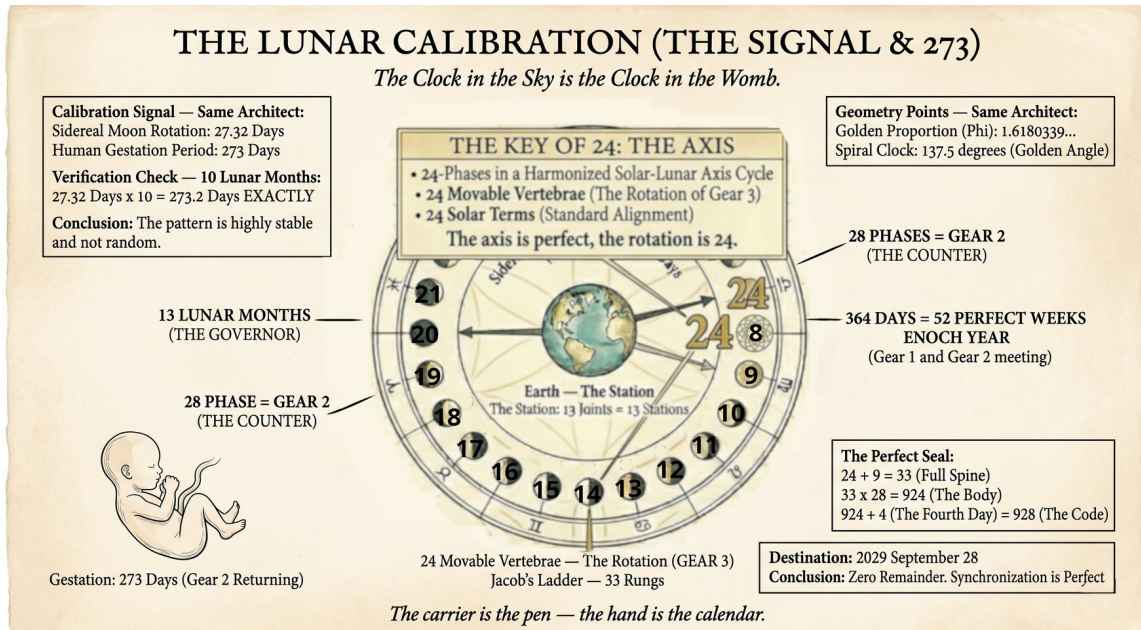 THE LUNAR CALIBRATION (THE SIGNAL & 273)
The Clock in the Sky is the Clock in the Womb.
Calibration Signal — Same Architect:
Sidereal Moon Rotation: 27.32 Days
Human Gestation Period: 273 Days
Verification Check — 10 Lunar Months:
27.32 Days x 10 = 273.2 Days EXACTLY
Conclusion: The pattern is highly stable
and not random.
Geometry Points — Same Architect:
Golden Proportion (Phi): 1.6180339...
Spiral Clock: 137.5 degrees (Golden Angle)
THE KEY OF 24: THE AXIS
• 24-Phases in a Harmonized Solar-Lunar Axis Cycle
• 24 Movable Vertebrae (The Rotation of Gear 3)
• 24 Solar Terms (Standard Alignment)
The axis is perfect, the rotation is 24.
28 PHASES = GEAR 2
(THE COUNTER)
13 LUNAR MONTHS
(THE GOVERNOR)
364 DAYS = 52 PERFECT WEEKS
ENOCH YEAR
(Gear 1 and Gear 2 meeting)
28 PHASE = GEAR 2
(THE COUNTER)
21
20
19
18
17
16
15
14
13
12
11
10
9
8
24
24
Earth — The Station
The Station: 13 Joints = 13 Stations
The Perfect Seal:
24 + 9 = 33 (Full Spine)
33 x 28 = 924 (The Body)
924 + 4 (The Fourth Day) = 928 (The Code)
Gestation: 273 Days (Gear 2 Returning)
24 Movable Vertebrae — The Rotation (GEAR 3)
Jacob's Ladder — 33 Rungs
Destination: 2029 September 28
Conclusion: Zero Remainder. Synchronization is Perfect
The carrier is the pen — the hand is the calendar.